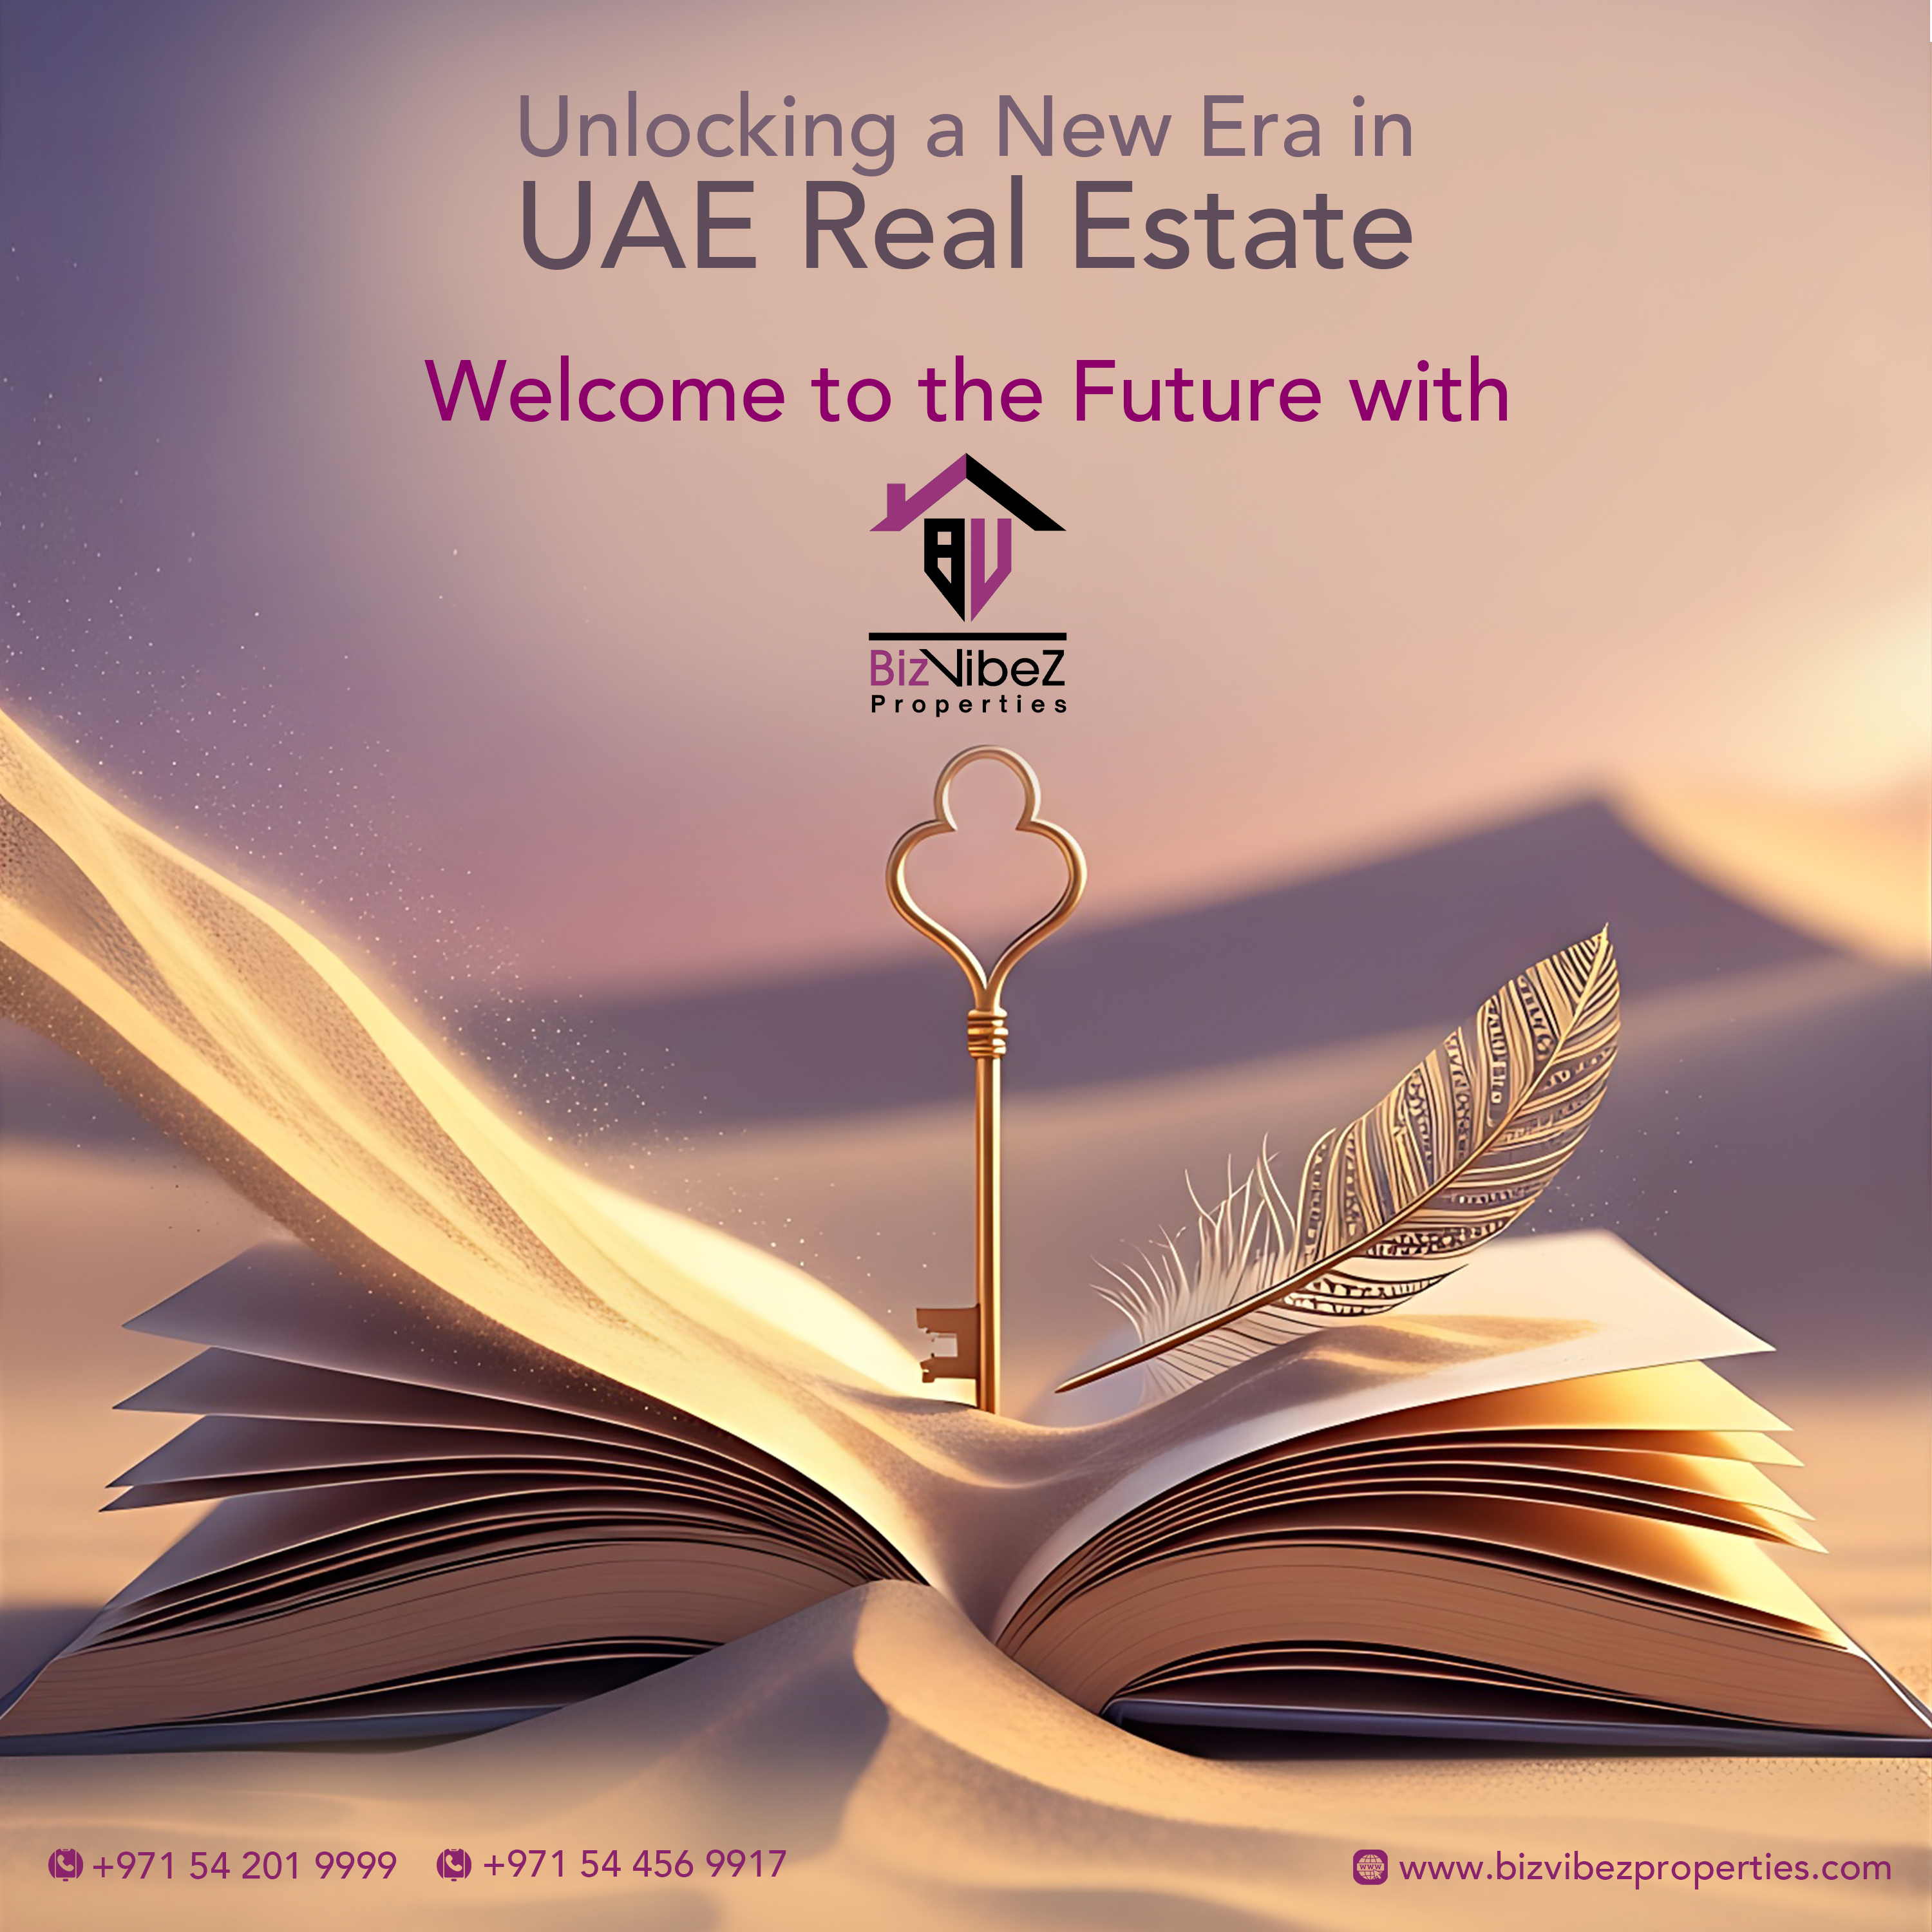 Unlocking a New Era in
UAE Real Estate
Welcome to the Future with
BV
BizVibeZ
Properties
+971 54 201 9999
+971 54 456 9917
www.bizvibezproperties.com